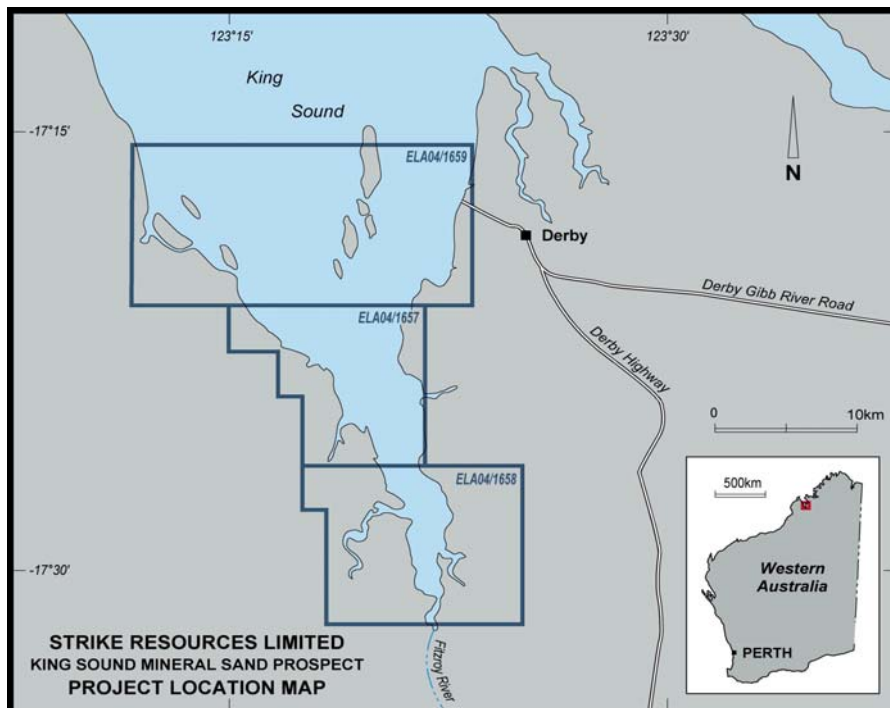 123°15'
123°30'
King
Sound
-17°15'
ELA04/1659
N
Derby
Derby Gibb River Road
ELA04/1657
Derby Highway
0 10km
ELA04/1658
500km
Western
Australia
PERTH
-17°30'
Fitzroy River
STRIKE RESOURCES LIMITED
KING SOUND MINERAL SAND PROSPECT
PROJECT LOCATION MAP